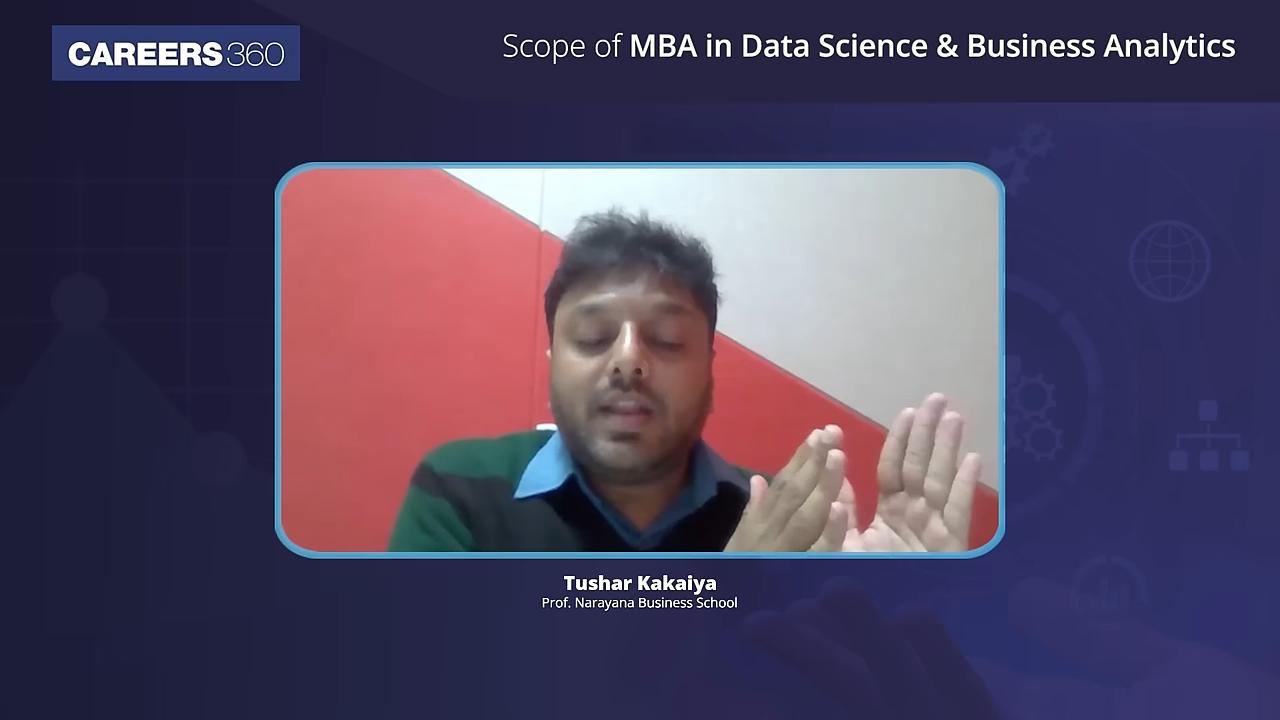 CAREERS360
Scope of MBA in Data Science & Business Analytics
Tushar Kakaiya
Prof. Narayana Business School